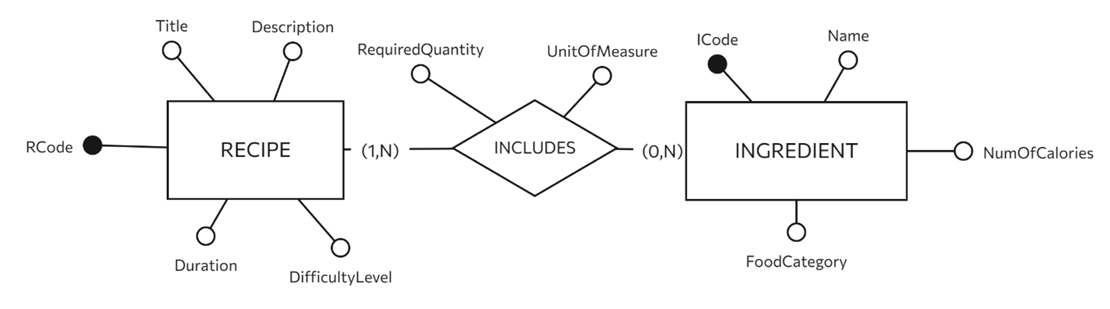 Title
Description
RequiredQuantity
UnitOfMeasure
ICode
Name
RCode
RECIPE
(1,N)
INCLUDES
(0,N)
INGREDIENT
NumOfCalories
Duration
DifficultyLevel
FoodCategory